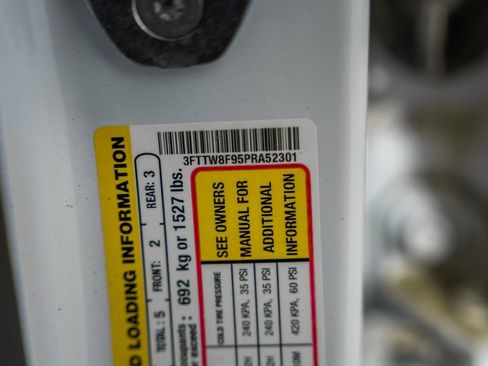 3FTTW8F95PRA52301
LOADING INFORMATION
TOTAL: 5 FRONT: 2 REAR: 3
692 kg or 1527 lbs.
SEE OWNERS
MANUAL FOR
ADDITIONAL
INFORMATION
COLD TIRE PRESSURE
240 KPA, 35 PSI
240 KPA, 35 PSI
420 KPA, 60 PSI